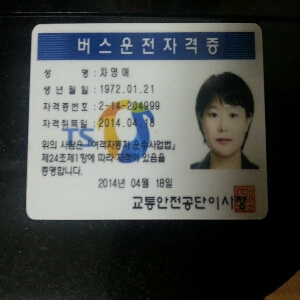 버스운전자격증
성 명 : 차영애
생 년 월 일 : 1972.01.21
자격증번호 : 2-14-204999
자격취득일 : 2014.04.18
TS
위의 사람은 「여객자동차 운수사업법」
제24조제1항에 따라 자격이 있음을
증명합니다.
2014년 04월 18일
교통안전공단이사장